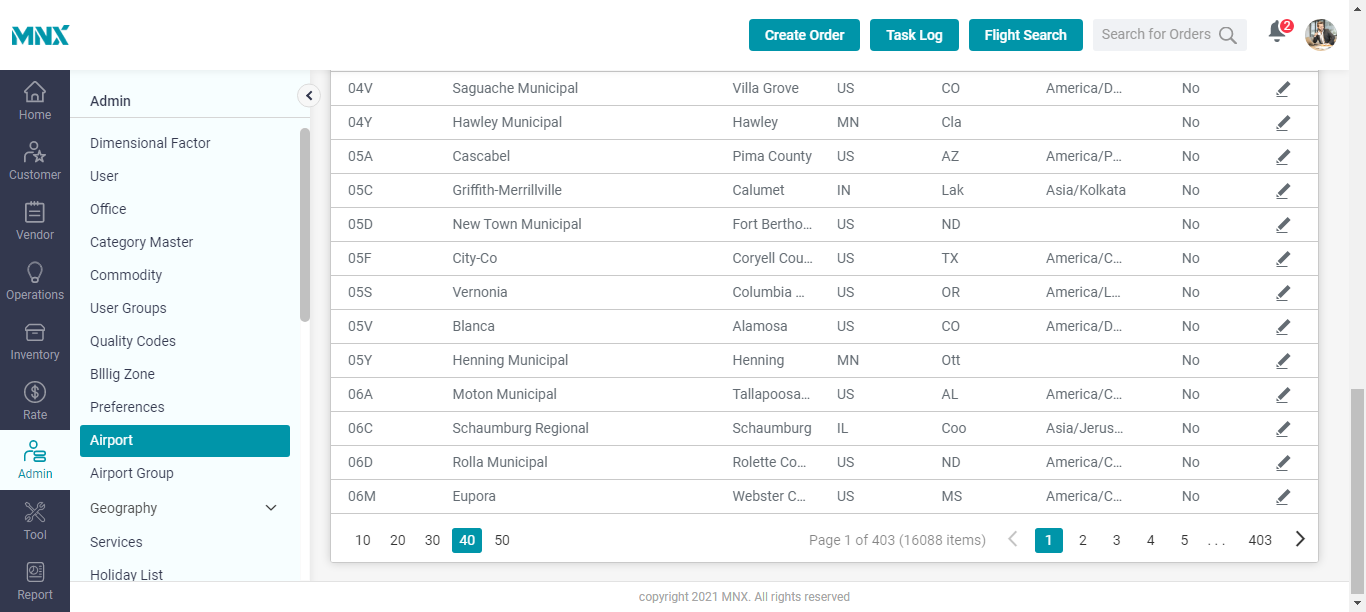 MNX
Create Order
Task Log
Flight Search
Search for Orders
2
Home
Customer
Vendor
Operations
Inventory
Rate
Admin
Tool
Report
Admin
Dimensional Factor
User
Office
Category Master
Commodity
User Groups
Quality Codes
Blllig Zone
Preferences
Airport
Airport Group
Geography
Services
Holiday List
04V Saguache Municipal Villa Grove US CO America/D... No
04Y Hawley Municipal Hawley MN Cla No
05A Cascabel Pima County US AZ America/P... No
05C Griffith-Merrillville Calumet IN Lak Asia/Kolkata No
05D New Town Municipal Fort Bertho... US ND No
05F City-Co Coryell Cou... US TX America/C... No
05S Vernonia Columbia ... US OR America/L... No
05V Blanca Alamosa US CO America/D... No
05Y Henning Municipal Henning MN Ott No
06A Moton Municipal Tallapoosa... US AL America/C... No
06C Schaumburg Regional Schaumburg IL Coo Asia/Jerus... No
06D Rolla Municipal Rolette Co... US ND America/C... No
06M Eupora Webster C... US MS America/C... No
10 20 30 40 50 Page 1 of 403 (16088 items) 1 2 3 4 5 ... 403
copyright 2021 MNX. All rights reserved